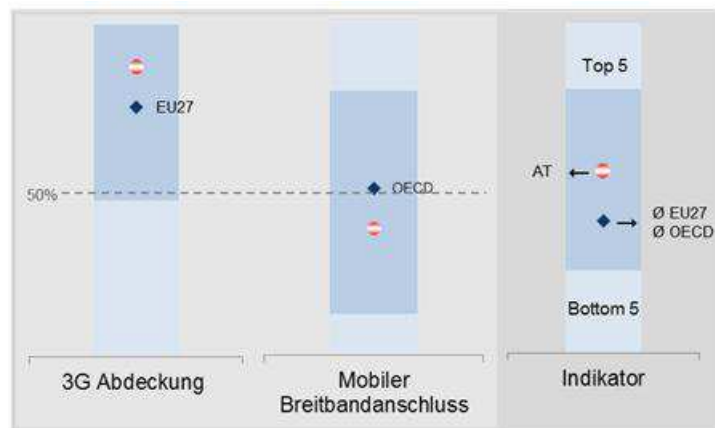 EU27
50%
OECD
Top 5
AT
Ø EU27
Ø OECD
Bottom 5
3G Abdeckung
Mobiler
Breitbandanschluss
Indikator